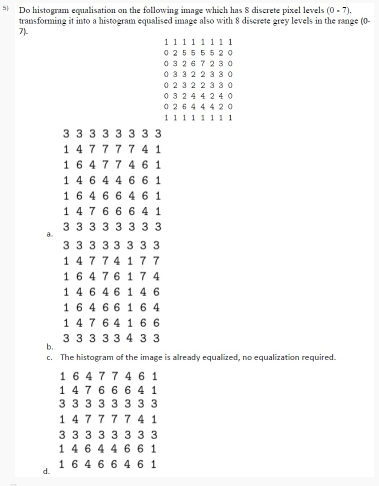 5) Do histogram equalisation on the following image which has 8 discrete pixel levels (0 - 7),
transforming it into a histogram equalised image also with 8 discrete grey levels in the range (0-
7).
1 1 1 1 1 1 1 1
0 2 5 5 5 5 2 0
0 3 2 6 7 2 3 0
0 3 3 2 2 3 3 0
0 2 3 2 2 3 3 0
0 3 2 4 4 2 4 0
0 2 6 4 4 4 2 0
1 1 1 1 1 1 1 1
3 3 3 3 3 3 3 3
1 4 7 7 7 7 4 1
1 6 4 7 7 4 6 1
1 4 6 4 4 6 6 1
1 6 4 6 6 4 6 1
1 4 7 6 6 6 4 1
3 3 3 3 3 3 3 3
a.
3 3 3 3 3 3 3 3
1 4 7 7 4 1 7 7
1 6 4 7 6 1 7 4
1 4 6 4 6 1 4 6
1 6 4 6 6 1 6 4
1 4 7 6 4 1 6 6
3 3 3 3 3 4 3 3
b.
c. The histogram of the image is already equalized, no equalization required.
1 6 4 7 7 4 6 1
1 4 7 6 6 6 4 1
3 3 3 3 3 3 3 3
1 4 7 7 7 7 4 1
3 3 3 3 3 3 3 3
1 4 6 4 4 6 6 1
1 6 4 6 6 4 6 1
d.